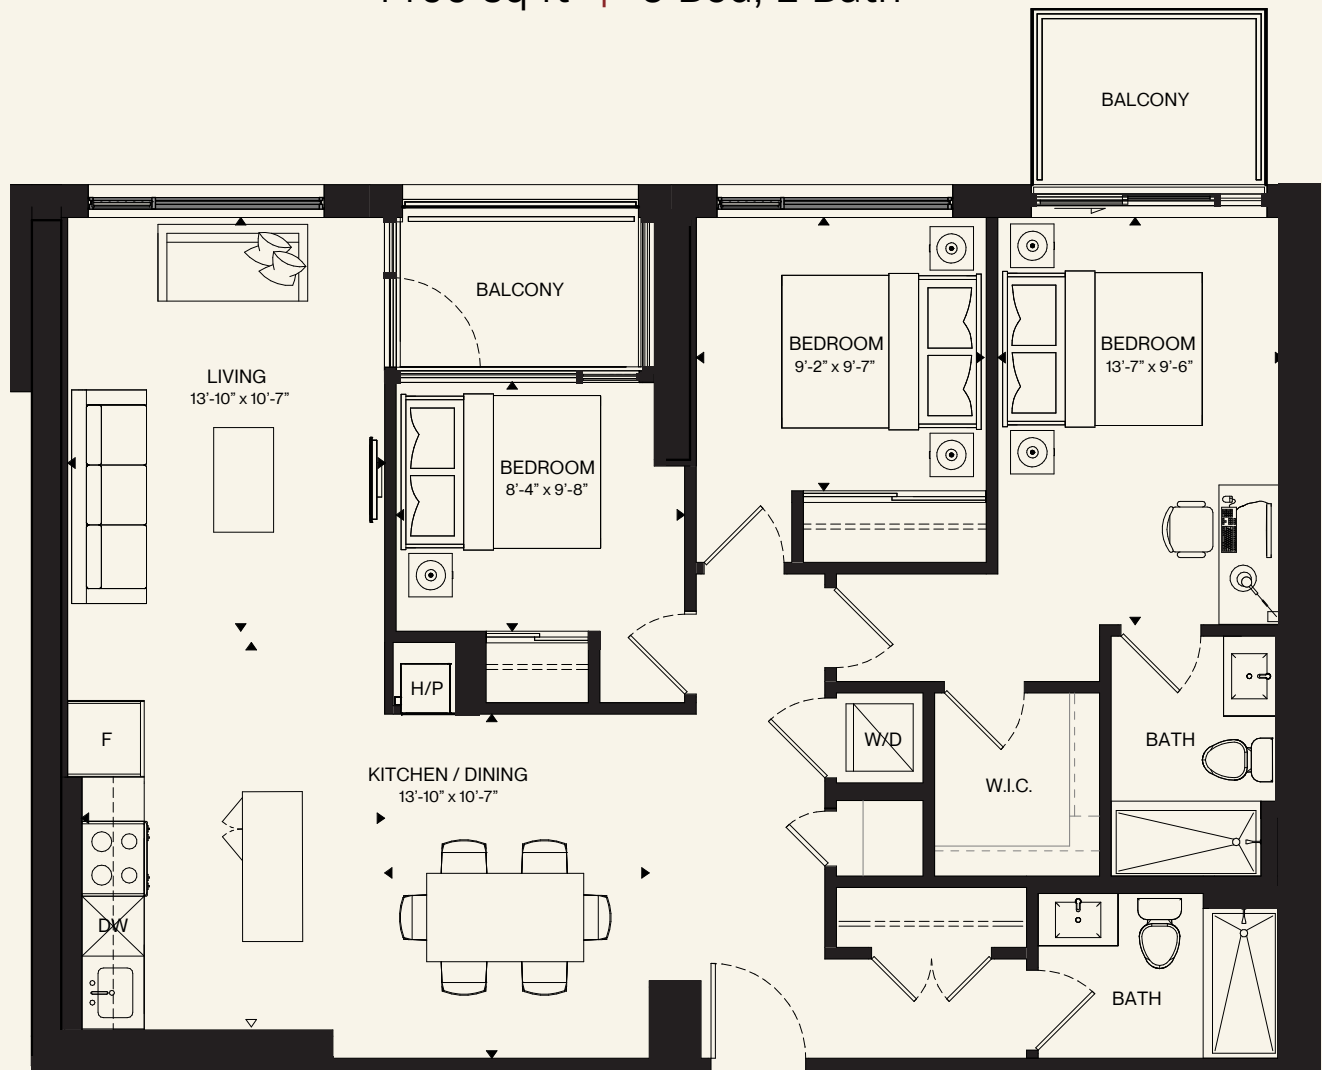 BALCONY
BALCONY
BEDROOM
9'-2" x 9'-7"
BEDROOM
13'-7" x 9'-6"
LIVING
13'-10" x 10'-7"
BEDROOM
8'-4" x 9'-8"
H/P
F
W/D
BATH
KITCHEN / DINING
13'-10" x 10'-7"
W.I.C.
DW
BATH